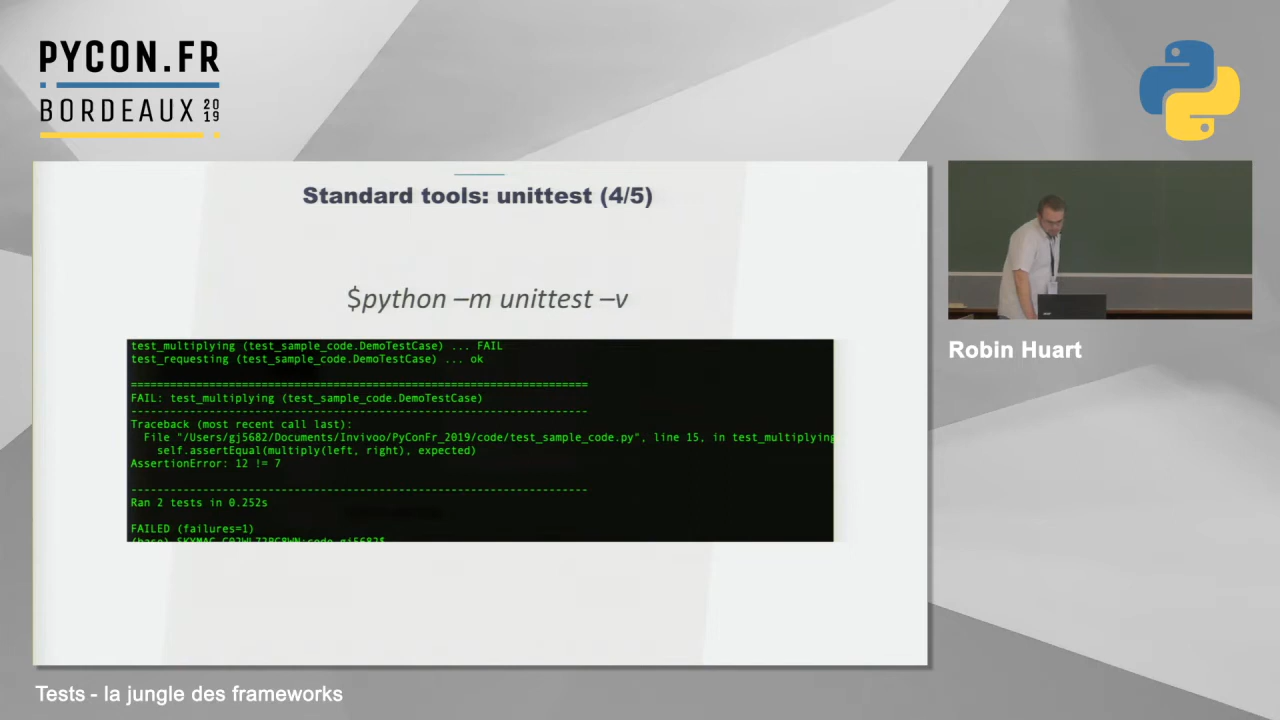 PYCON.FR
BORDEAUX 2019
Standard tools: unittest (4/5)
$python –m unittest –v
test_multiplying (test_sample_code.DemoTestCase) ... FAIL
test_requesting (test_sample_code.DemoTestCase) ... ok
======================================================================
FAIL: test_multiplying (test_sample_code.DemoTestCase)
----------------------------------------------------------------------
Traceback (most recent call last):
File "/Users/gj5682/Documents/Invivoo/PyConFr_2019/code/test_sample_code.py", line 15, in test_multiplying
self.assertEqual(multiply(left, right), expected)
AssertionError: 12 != 7
----------------------------------------------------------------------
Ran 2 tests in 0.252s
FAILED (failures=1)
Robin Huart
Tests - la jungle des frameworks